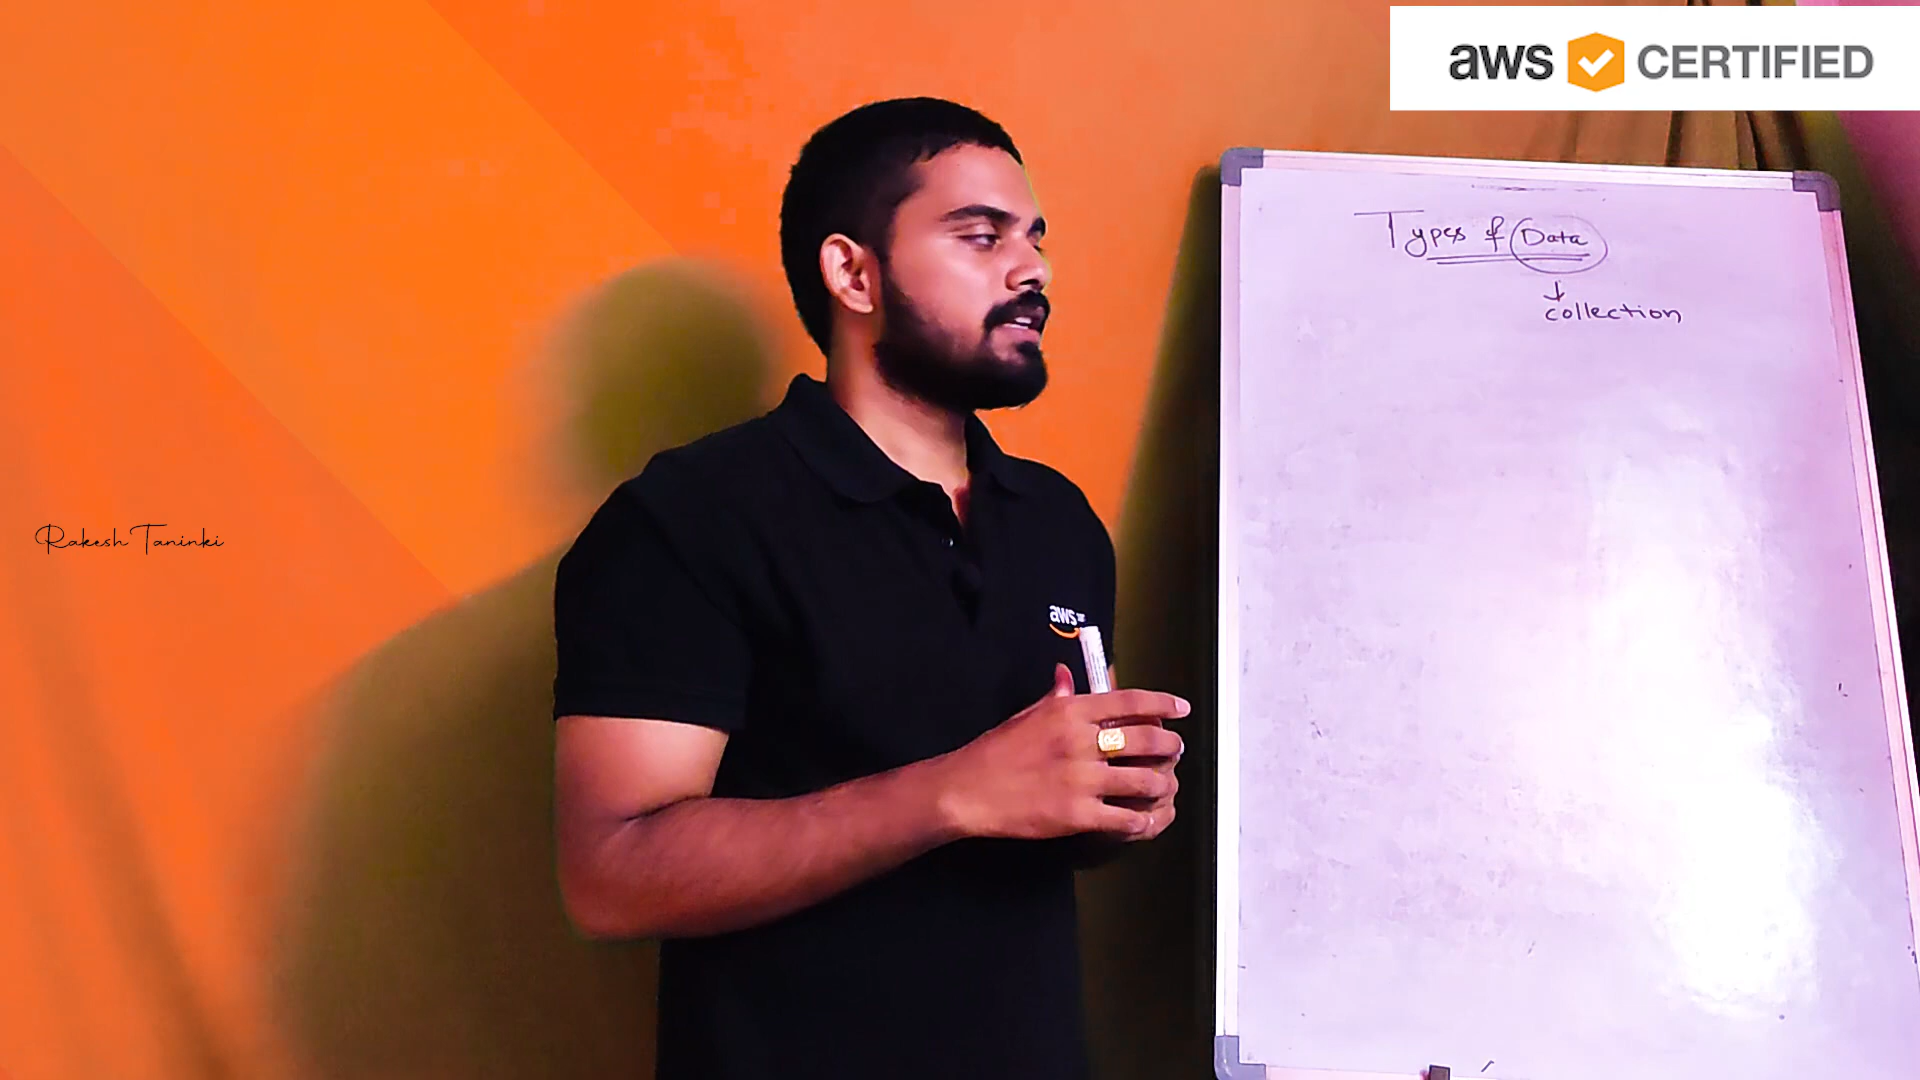 aws CERTIFIED
Types of Data
collection
Rakesh Taninki
aws
R